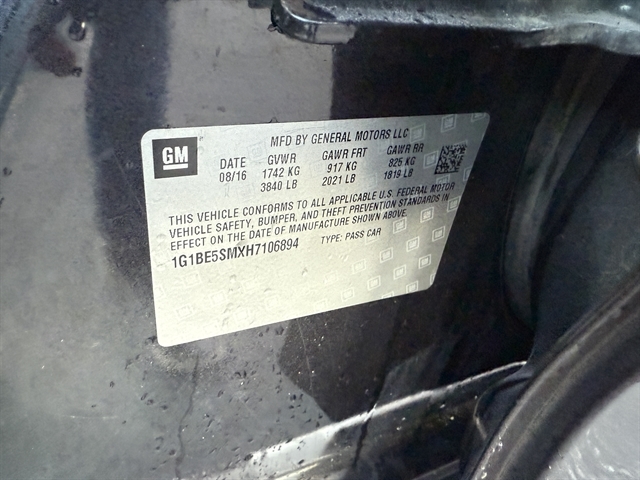 GM
MFD BY GENERAL MOTORS LLC
DATE GVWR GAWR FRT GAWR RR
08/16 1742 KG 917 KG 825 KG
3840 LB 2021 LB 1819 LB
THIS VEHICLE CONFORMS TO ALL APPLICABLE U.S. FEDERAL MOTOR
VEHICLE SAFETY, BUMPER, AND THEFT PREVENTION STANDARDS IN
EFFECT ON THE DATE OF MANUFACTURE SHOWN ABOVE.
1G1BE5SMXH7106894 TYPE: PASS CAR